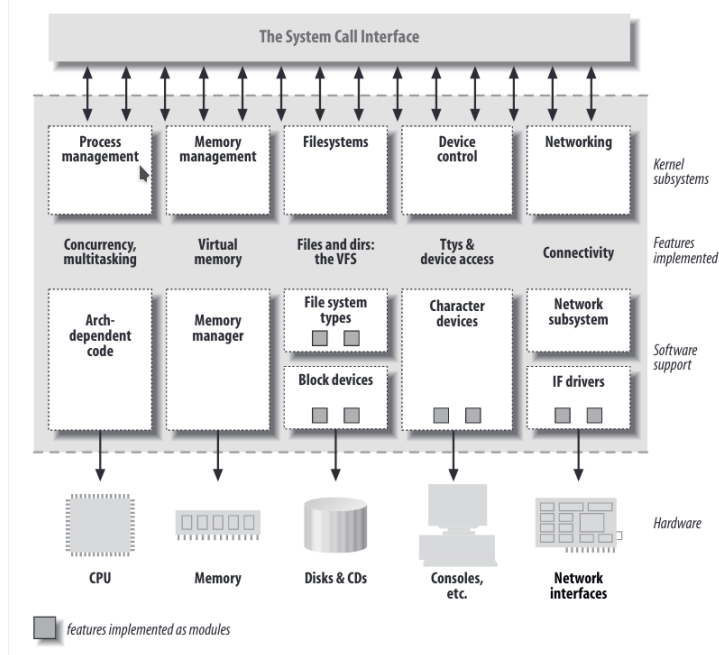 The System Call Interface
Process
management
Memory
management
Filesystems
Device
control
Networking
Kernel
subsystems
Concurrency,
multitasking
Virtual
memory
Files and dirs:
the VFS
Ttys &
device access
Connectivity
Features
implemented
Arch-
dependent
code
Memory
manager
File system
types
Block devices
Character
devices
Network
subsystem
IF drivers
Software
support
Hardware
CPU
Memory
Disks & CDs
Consoles,
etc.
Network
interfaces
features implemented as modules